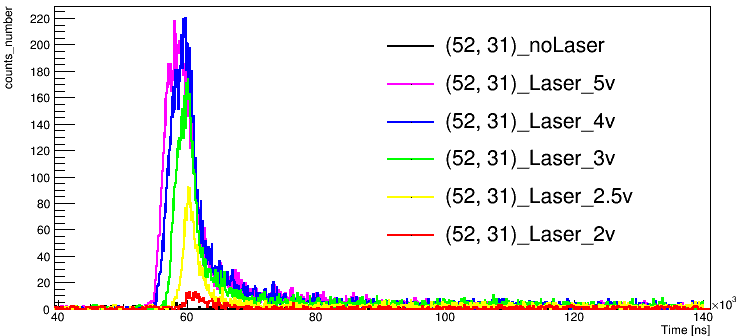 counts_number
220
200
180
160
140
120
100
80
60
40
20
0
(52, 31)_noLaser
(52, 31)_Laser_5v
(52, 31)_Laser_4v
(52, 31)_Laser_3v
(52, 31)_Laser_2.5v
(52, 31)_Laser_2v
40 60 80 100 120 140 ×10³
Time [ns]